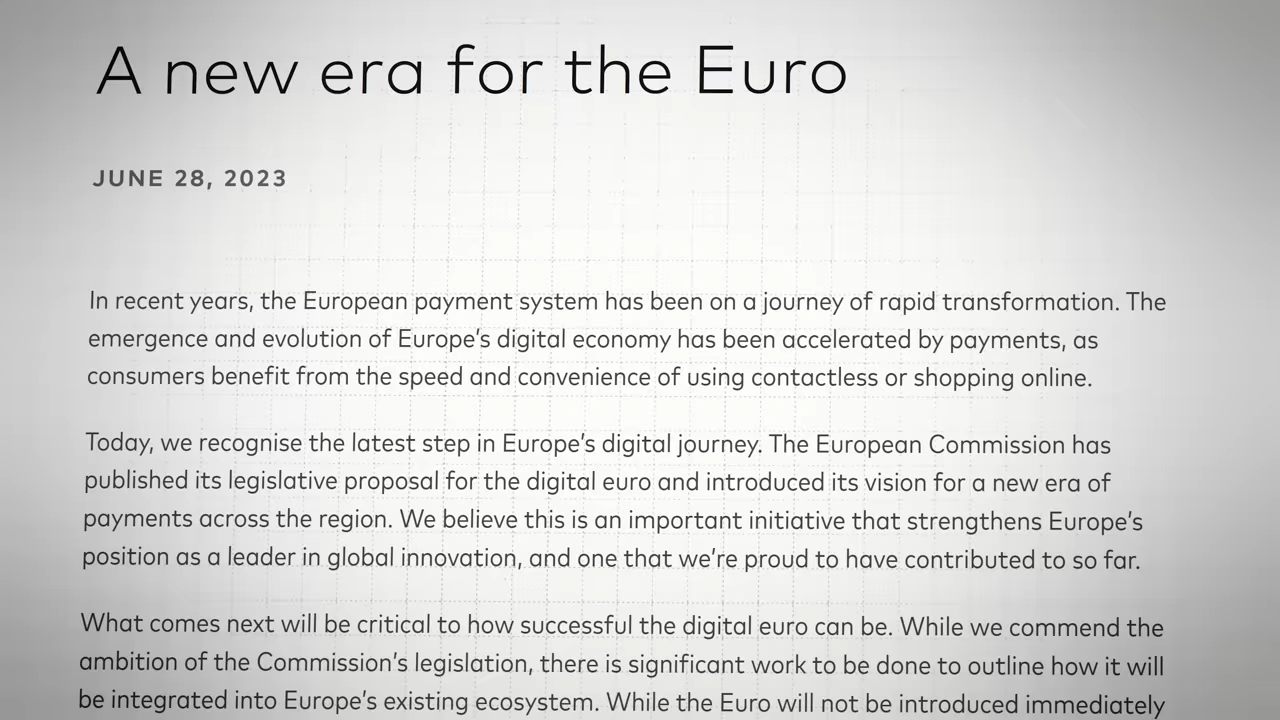 A new era for the Euro
JUNE 28, 2023
In recent years, the European payment system has been on a journey of rapid transformation. The
emergence and evolution of Europe’s digital economy has been accelerated by payments, as
consumers benefit from the speed and convenience of using contactless or shopping online.
Today, we recognise the latest step in Europe’s digital journey. The European Commission has
published its legislative proposal for the digital euro and introduced its vision for a new era of
payments across the region. We believe this is an important initiative that strengthens Europe’s
position as a leader in global innovation, and one that we’re proud to have contributed to so far.
What comes next will be critical to how successful the digital euro can be. While we commend the
ambition of the Commission’s legislation, there is significant work to be done to outline how it will
be integrated into Europe’s existing ecosystem. While the Euro will not be introduced immediately